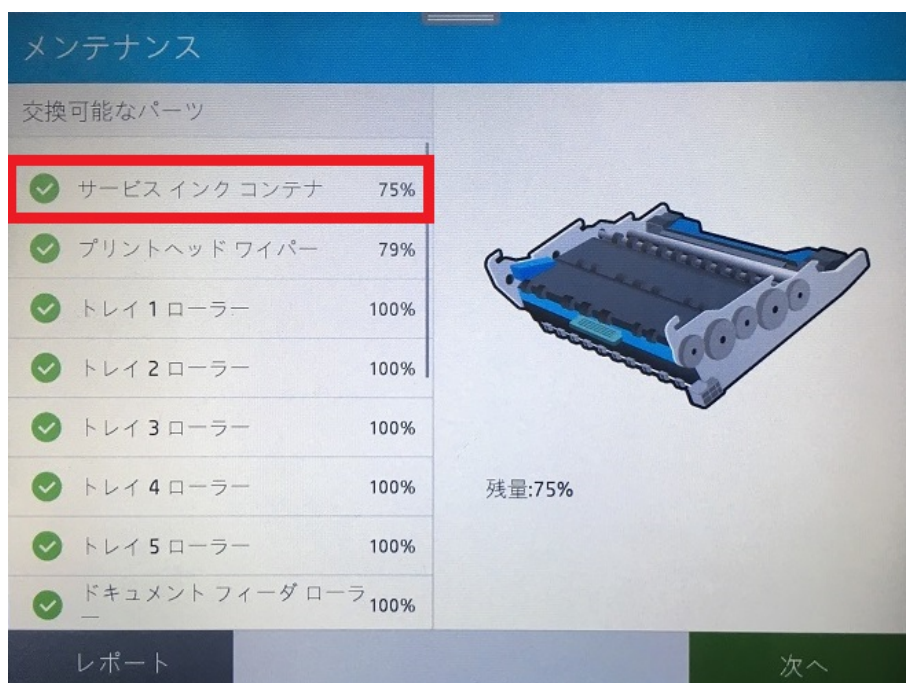 メンテナンス
交換可能なパーツ
サービス インク コンテナ 75%
プリントヘッド ワイパー 79%
トレイ 1 ローラー 100%
トレイ 2 ローラー 100%
トレイ 3 ローラー 100%
トレイ 4 ローラー 100%
トレイ 5 ローラー 100%
ドキュメント フィーダ ローラ
ー 100%
残量:75%
レポート
次へ